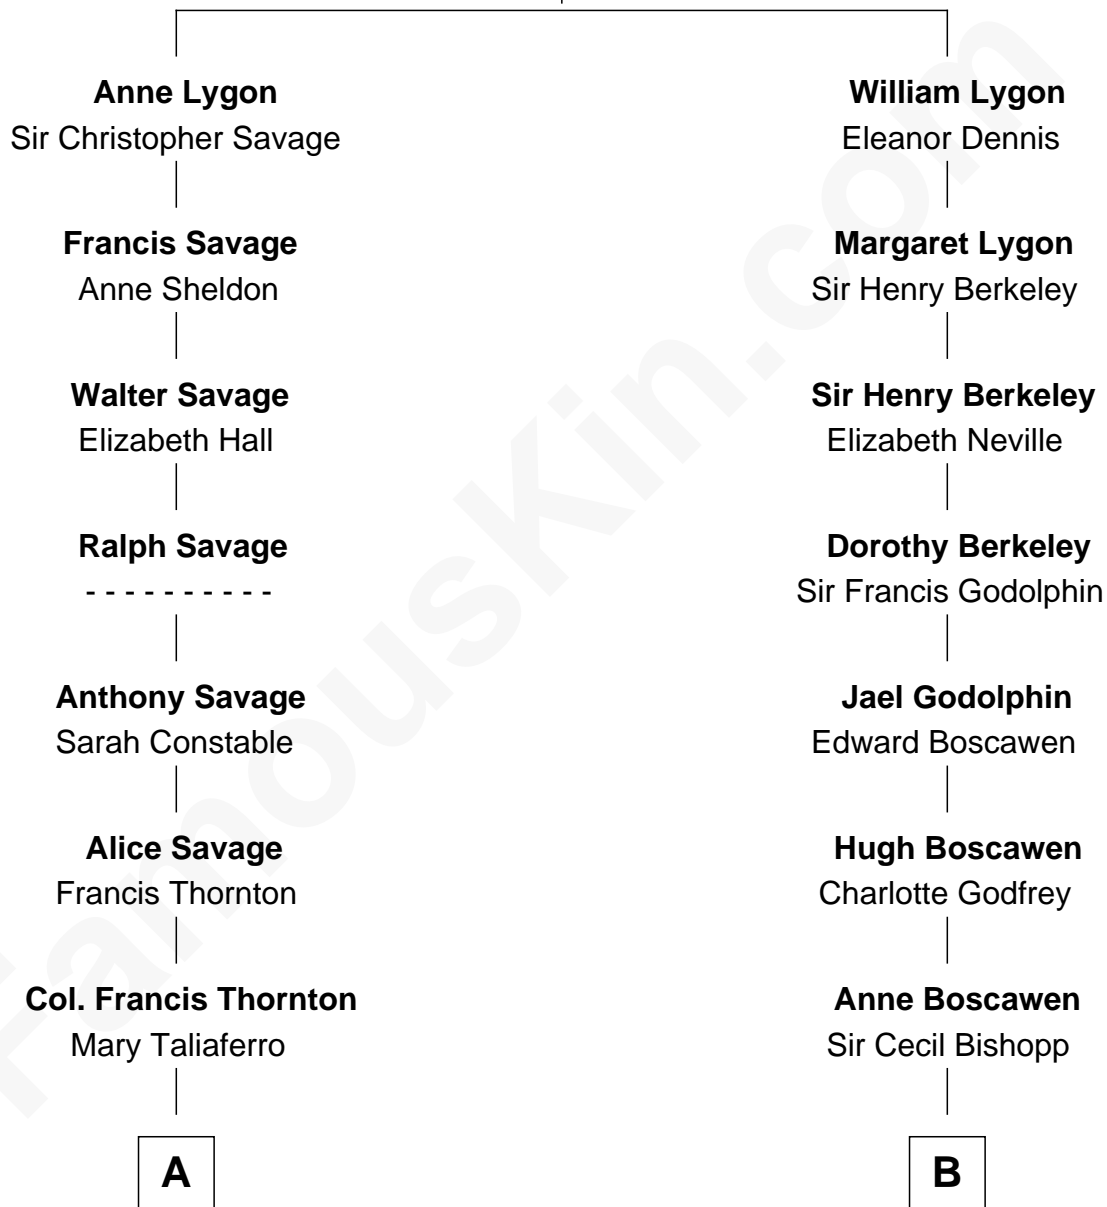 Anne Lygon
Sir Christopher Savage
Francis Savage
Anne Sheldon
Walter Savage
Elizabeth Hall
Ralph Savage
- - - - - - - - - -
Anthony Savage
Sarah Constable
Alice Savage
Francis Thornton
Col. Francis Thornton
Mary Taliaferro
A
William Lygon
Eleanor Dennis
Margaret Lygon
Sir Henry Berkeley
Sir Henry Berkeley
Elizabeth Neville
Dorothy Berkeley
Sir Francis Godolphin
Jael Godolphin
Edward Boscawen
Hugh Boscawen
Charlotte Godfrey
Anne Boscawen
Sir Cecil Bishopp
B
FamousKin.com